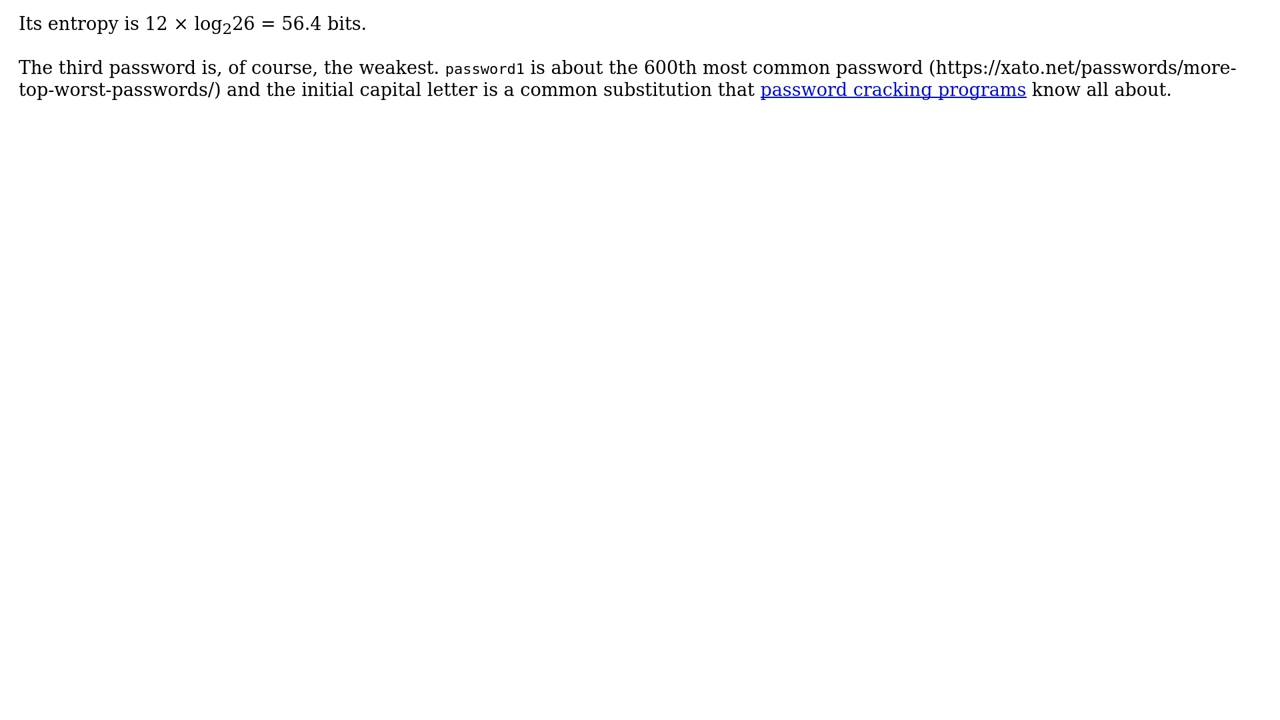 Its entropy is 12 × log₂26 = 56.4 bits.
The third password is, of course, the weakest. password1 is about the 600th most common password (https://xato.net/passwords/more-
top-worst-passwords/) and the initial capital letter is a common substitution that password cracking programs know all about.